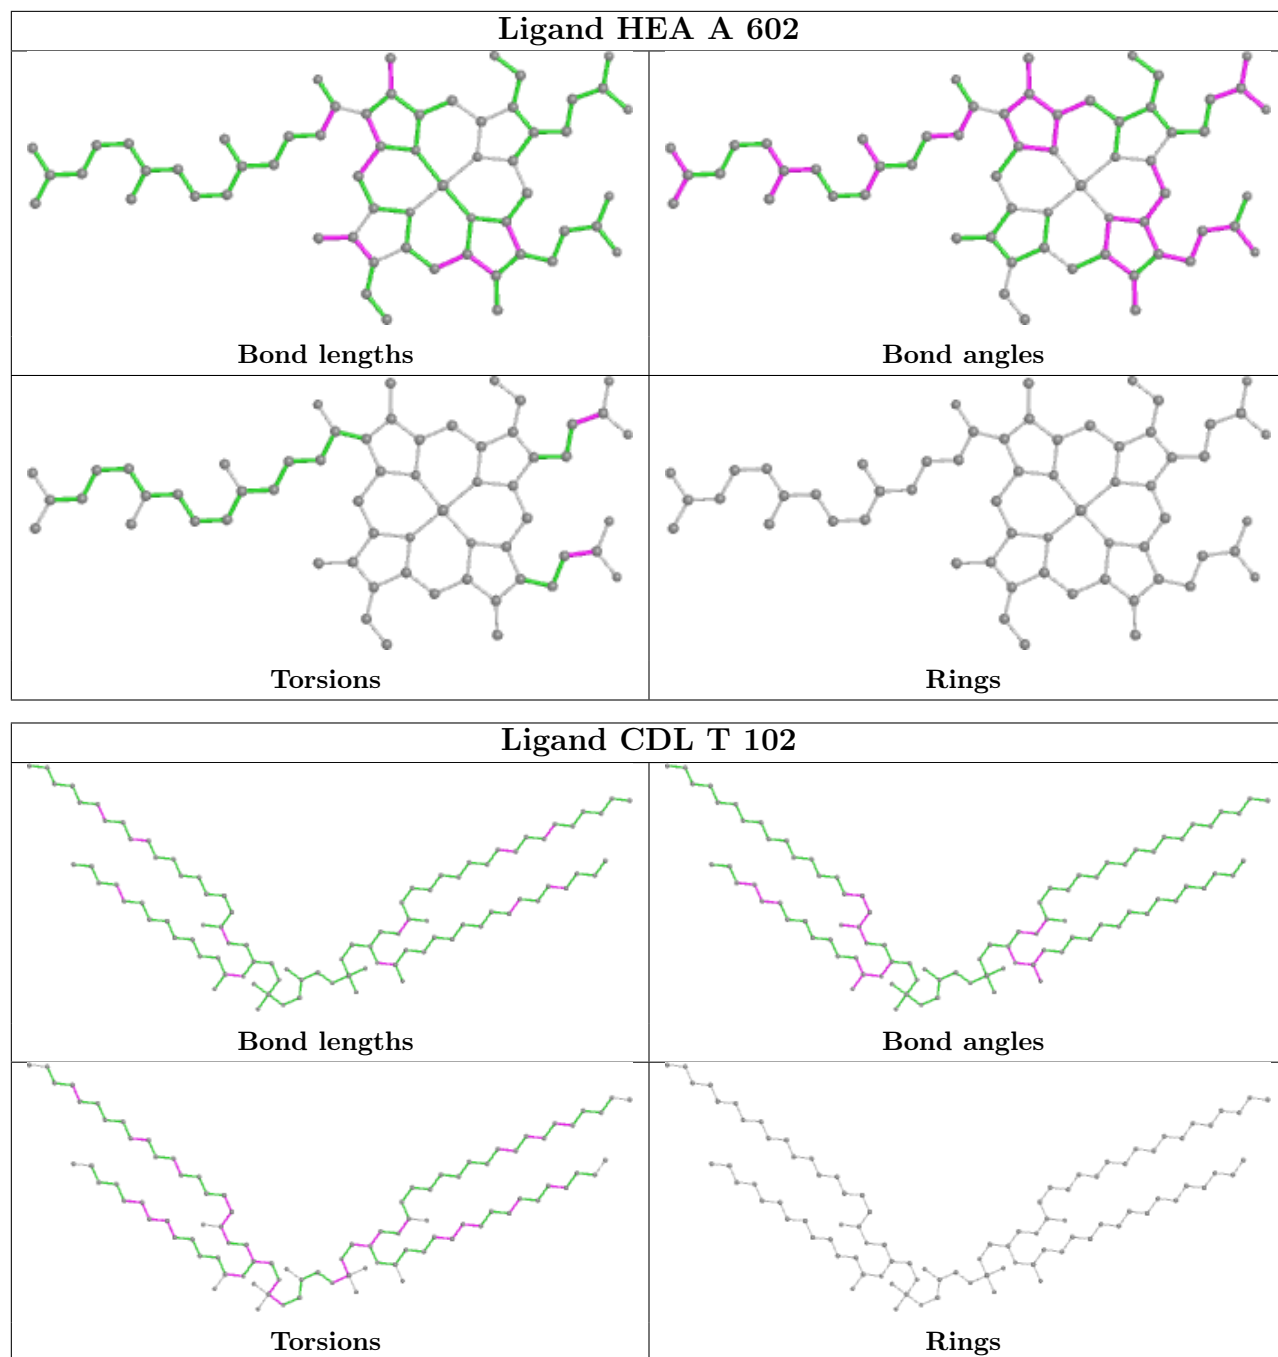 Ligand HEA A 602
Bond lengths
Bond angles
Torsions
Rings
Ligand CDL T 102
Bond lengths
Bond angles
Torsions
Rings